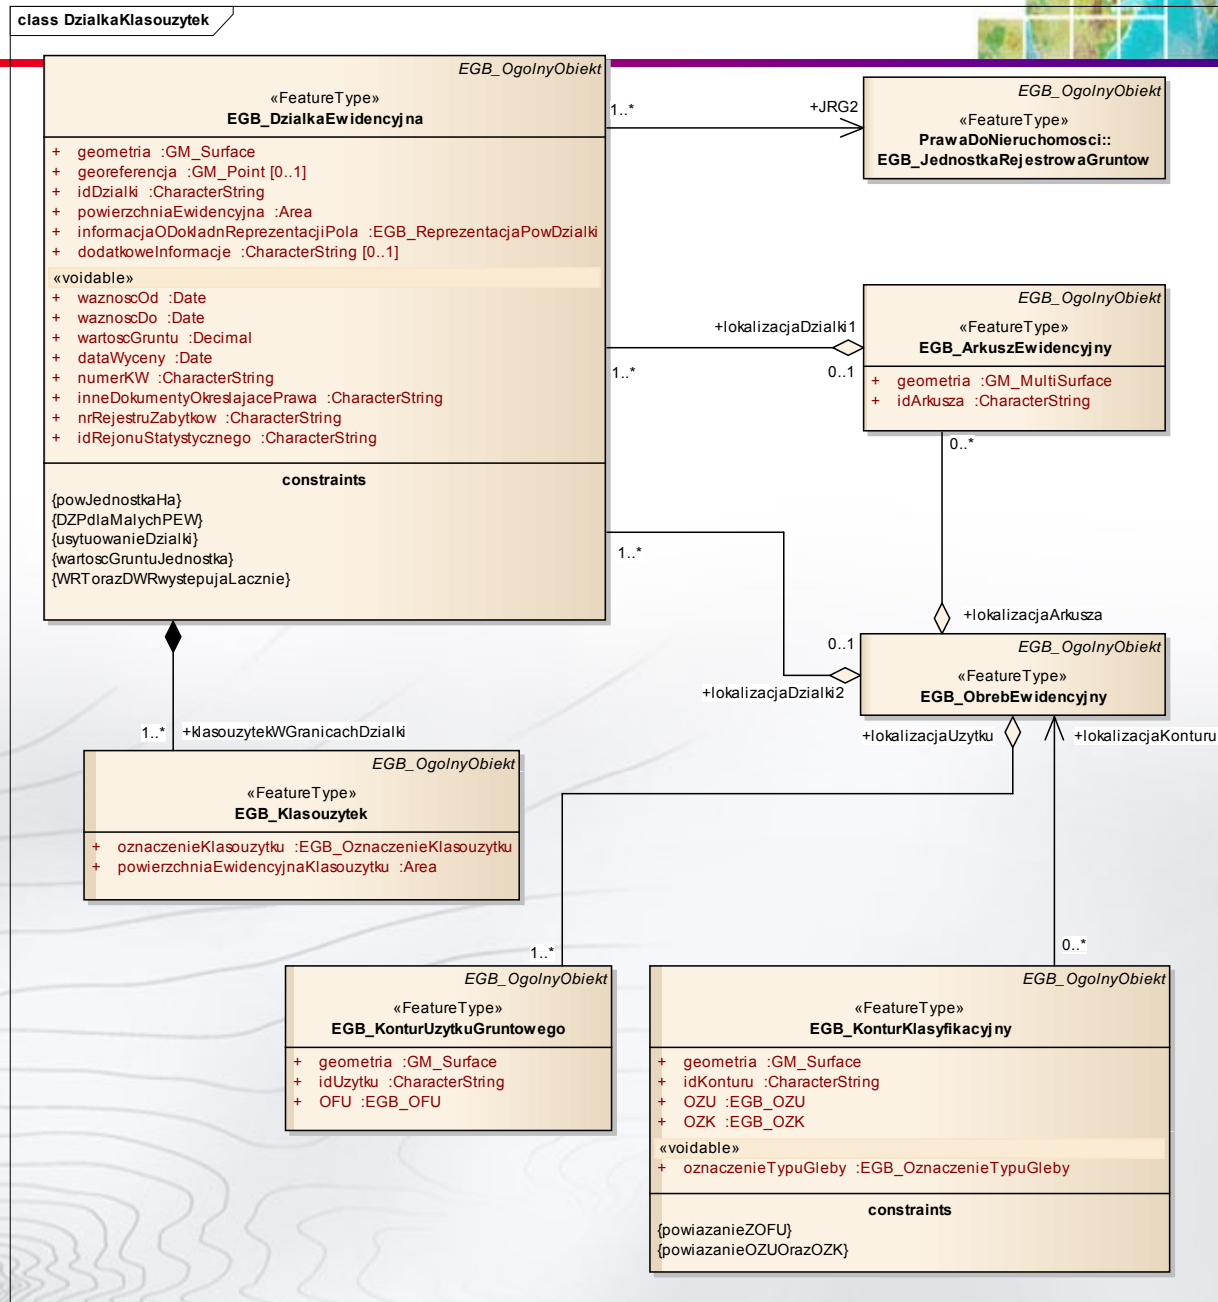 class DzialkaKlasouzytek
EGB_OgolnyObiekt
«FeatureType»
EGB_DzialkaEwidencyjna
+ geometria :GM_Surface
+ georeferencja :GM_Point [0..1]
+ idDzialki :CharacterString
+ powierzchniaEwidencyjna :Area
+ informacjaODokladnReprezentacjiPola :EGB_ReprezentacjaPowDzialki
+ dodatkoweInformacje :CharacterString [0..1]
«voidable»
+ waznoscOd :Date
+ waznoscDo :Date
+ wartoscGruntu :Decimal
+ dataWyceny :Date
+ numerKW :CharacterString
+ inneDokumentyOkreslajacePrawa :CharacterString
+ nrRejestruZabytkow :CharacterString
+ idRejonuStatystycznego :CharacterString
constraints
{powJednostkaHa}
{DZPdlaMalychPEW}
{usytuowanieDzialki}
{wartoscGruntuJednostka}
{WRTorazDWRwystepujaLacznie}
1..*
+JRG2
EGB_OgolnyObiekt
«FeatureType»
PrawaDoNieruchomosci::
EGB_JednostkaRejestrowaGruntow
+lokalizacjaDzialki1
1..*
0..1
EGB_OgolnyObiekt
«FeatureType»
EGB_ArkuszEwidencyjny
+ geometria :GM_MultiSurface
+ idArkusza :CharacterString
0..*
+lokalizacjaArkusza
1..*
0..1
+lokalizacjaDzialki2
EGB_OgolnyObiekt
«FeatureType»
EGB_ObrebEwidencyjny
+lokalizacjaUzytku
+lokalizacjaKonturu
1..*
+klasouzytekWGranicachDzialki
EGB_OgolnyObiekt
«FeatureType»
EGB_Klasouzytek
+ oznaczenieKlasouzytku :EGB_OznaczenieKlasouzytku
+ powierzchniaEwidencyjnaKlasouzytku :Area
1..*
0..*
EGB_OgolnyObiekt
«FeatureType»
EGB_KonturUzytkuGruntowego
+ geometria :GM_Surface
+ idUzytku :CharacterString
+ OFU :EGB_OFU
EGB_OgolnyObiekt
«FeatureType»
EGB_KonturKlasyfikacyjny
+ geometria :GM_Surface
+ idKonturu :CharacterString
+ OZU :EGB_OZU
+ OZK :EGB_OZK
«voidable»
+ oznaczenieTypuGleby :EGB_OznaczenieTypuGleby
constraints
{powiazanieZOFU}
{powiazanieOZUOrazOZK}